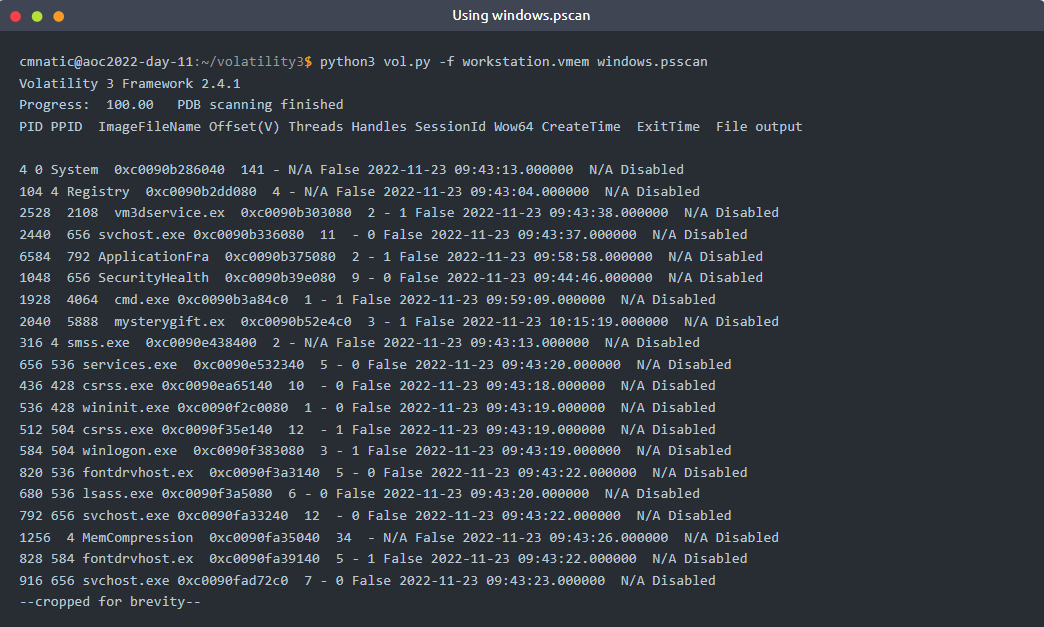 Using windows.pscan
cmnatic@aoc2022-day-11:~/volatility3$ python3 vol.py -f workstation.vmem windows.psscan
Volatility 3 Framework 2.4.1
Progress:  100.00   PDB scanning finished
PID PPID  ImageFileName Offset(V) Threads Handles SessionId Wow64 CreateTime  ExitTime  File output
4 0 System  0xc0090b286040  141 - N/A False 2022-11-23 09:43:13.000000  N/A Disabled
104 4 Registry  0xc0090b2dd080  4 - N/A False 2022-11-23 09:43:04.000000  N/A Disabled
2528  2108  vm3dservice.ex  0xc0090b303080  2 - 1 False 2022-11-23 09:43:38.000000  N/A Disabled
2440  656 svchost.exe 0xc0090b336080  11  - 0 False 2022-11-23 09:43:37.000000  N/A Disabled
6584  792 ApplicationFra  0xc0090b375080  2 - 1 False 2022-11-23 09:58:58.000000  N/A Disabled
1048  656 SecurityHealth  0xc0090b39e080  9 - 0 False 2022-11-23 09:44:46.000000  N/A Disabled
1928  4064  cmd.exe 0xc0090b3a84c0  1 - 1 False 2022-11-23 09:59:09.000000  N/A Disabled
2040  5888  mysterygift.ex  0xc0090b52e4c0  3 - 1 False 2022-11-23 10:15:19.000000  N/A Disabled
316 4 smss.exe  0xc0090e438400  2 - N/A False 2022-11-23 09:43:13.000000  N/A Disabled
656 536 services.exe  0xc0090e532340  5 - 0 False 2022-11-23 09:43:20.000000  N/A Disabled
436 428 csrss.exe 0xc0090ea65140  10  - 0 False 2022-11-23 09:43:18.000000  N/A Disabled
536 428 wininit.exe 0xc0090f2c0080  1 - 0 False 2022-11-23 09:43:19.000000  N/A Disabled
512 504 csrss.exe 0xc0090f35e140  12  - 1 False 2022-11-23 09:43:19.000000  N/A Disabled
584 504 winlogon.exe  0xc0090f383080  3 - 1 False 2022-11-23 09:43:19.000000  N/A Disabled
820 536 fontdrvhost.ex  0xc0090f3a3140  5 - 0 False 2022-11-23 09:43:22.000000  N/A Disabled
680 536 lsass.exe 0xc0090f3a5080  6 - 0 False 2022-11-23 09:43:20.000000  N/A Disabled
792 656 svchost.exe 0xc0090fa33240  12  - 0 False 2022-11-23 09:43:22.000000  N/A Disabled
1256  4 MemCompression  0xc0090fa35040  34  - N/A False 2022-11-23 09:43:26.000000  N/A Disabled
828 584 fontdrvhost.ex  0xc0090fa39140  5 - 1 False 2022-11-23 09:43:22.000000  N/A Disabled
916 656 svchost.exe 0xc0090fad72c0  7 - 0 False 2022-11-23 09:43:23.000000  N/A Disabled
--cropped for brevity--